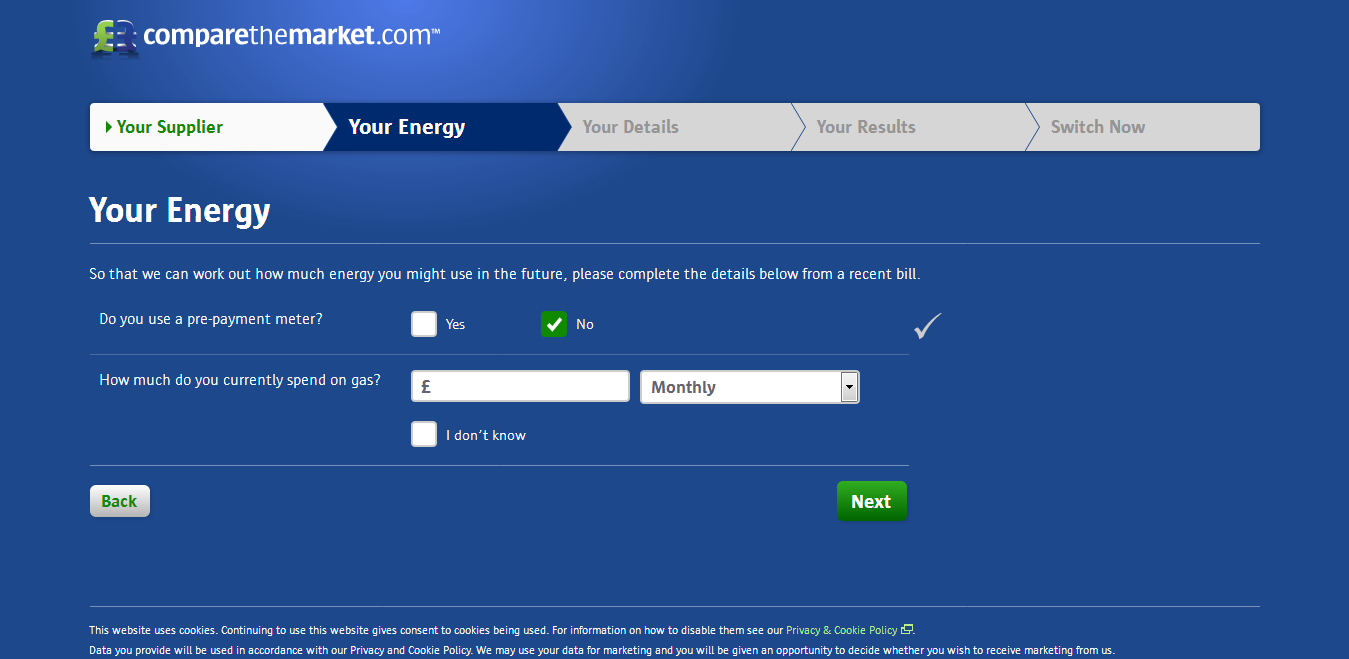 comparethemarket.com™
Your Supplier
Your Energy
Your Details
Your Results
Switch Now
Your Energy
So that we can work out how much energy you might use in the future, please complete the details below from a recent bill.
Do you use a pre-payment meter?
Yes
No
How much do you currently spend on gas?
£
Monthly
I don't know
Back
Next
This website uses cookies. Continuing to use this website gives consent to cookies being used. For information on how to disable them see our Privacy & Cookie Policy.
Data you provide will be used in accordance with our Privacy and Cookie Policy. We may use your data for marketing and you will be given an opportunity to decide whether you wish to receive marketing from us.